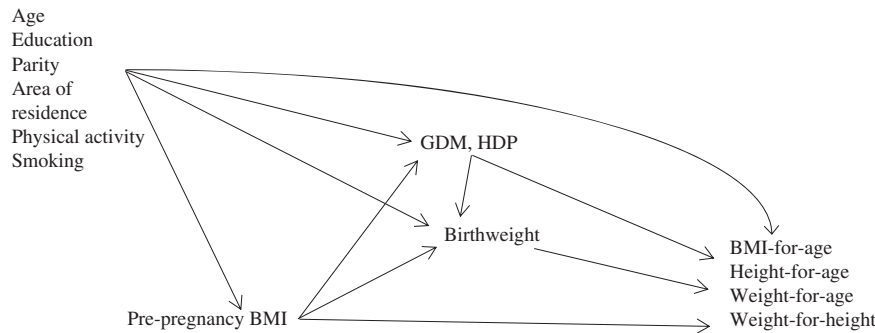 Age
Education
Parity
Area of
residence
Physical activity
Smoking
GDM, HDP
Birthweight
BMI-for-age
Height-for-age
Weight-for-age
Weight-for-height
Pre-pregnancy BMI